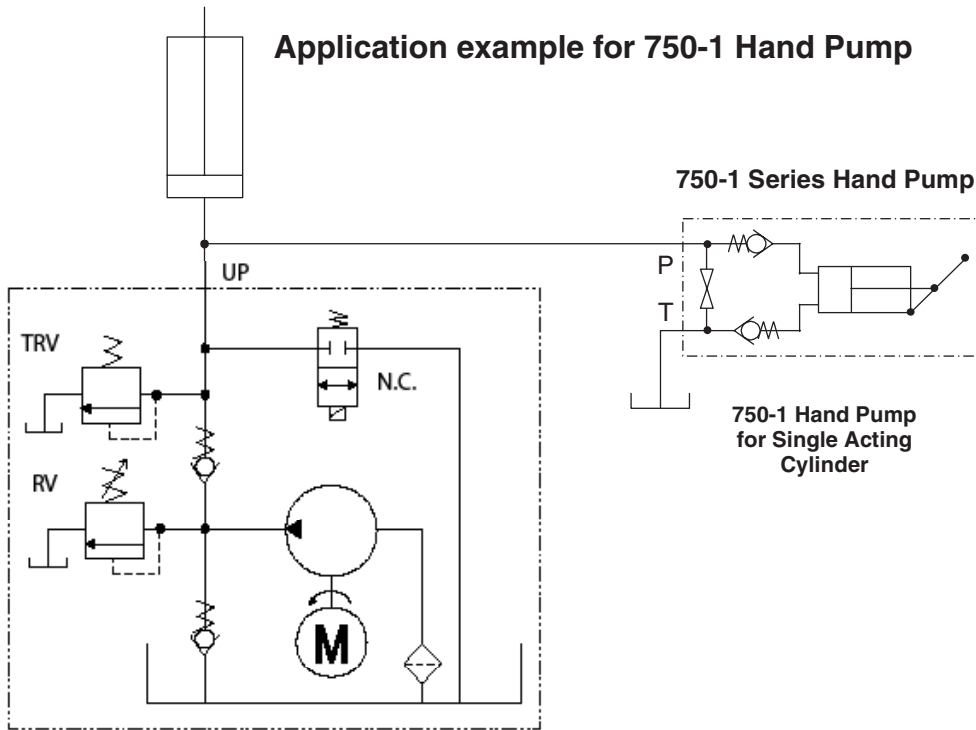 Application example for 750-1 Hand Pump
750-1 Series Hand Pump
UP
P
T
TRV
N.C.
750-1 Hand Pump
for Single Acting
Cylinder
RV
M